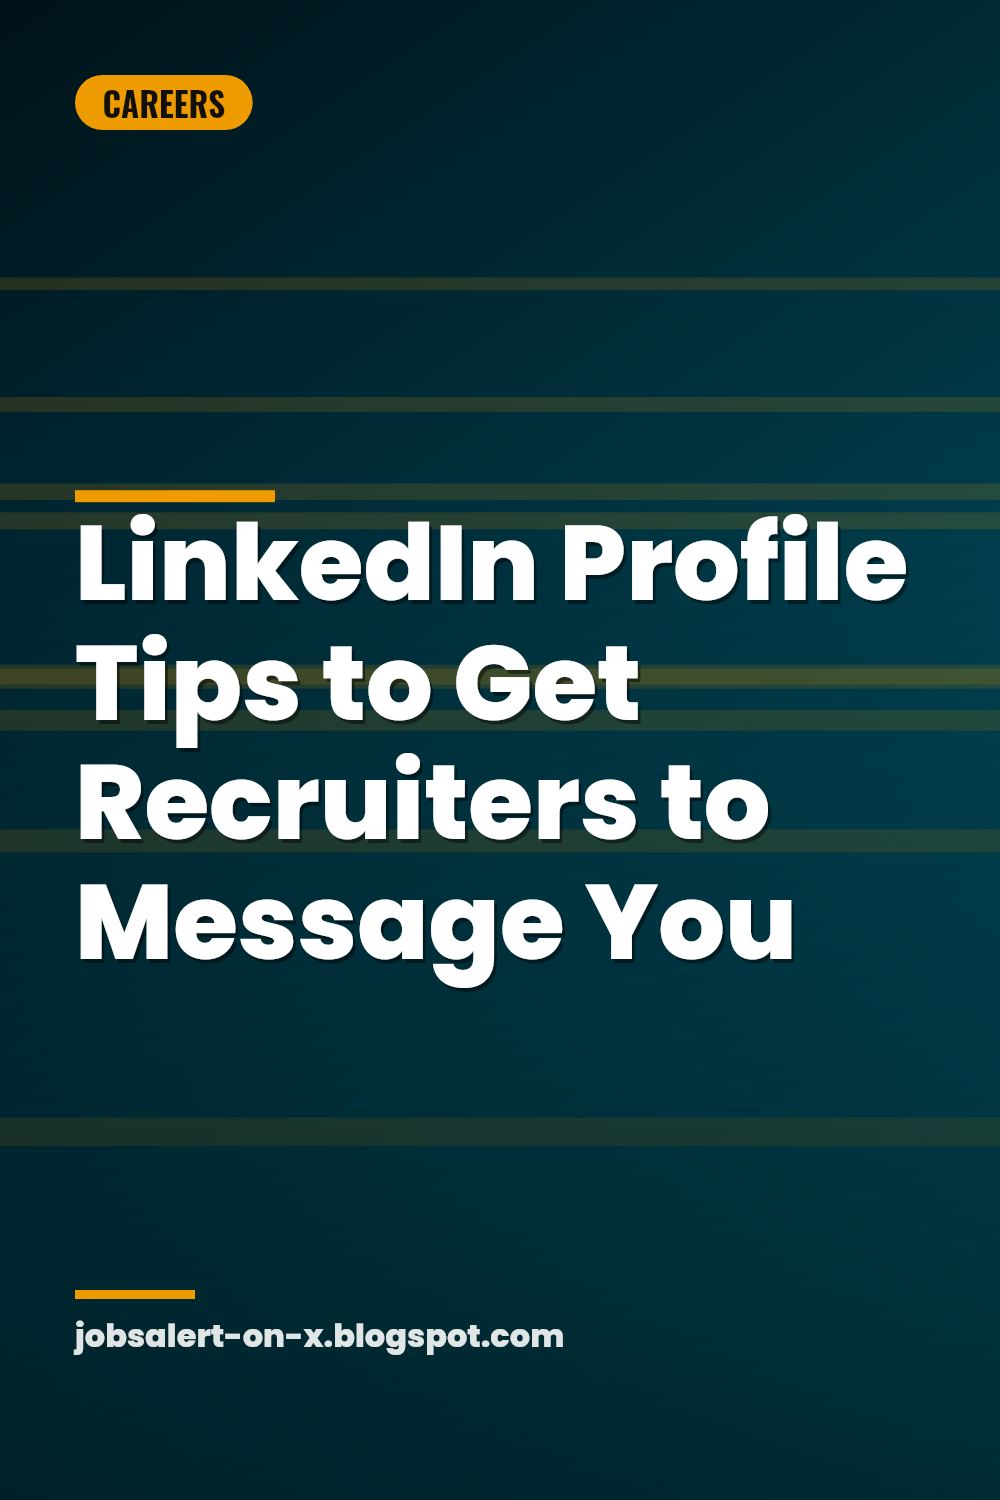 CAREERS
LinkedIn Profile
Tips to Get
Recruiters to
Message You
jobsalert-on-x.blogspot.com